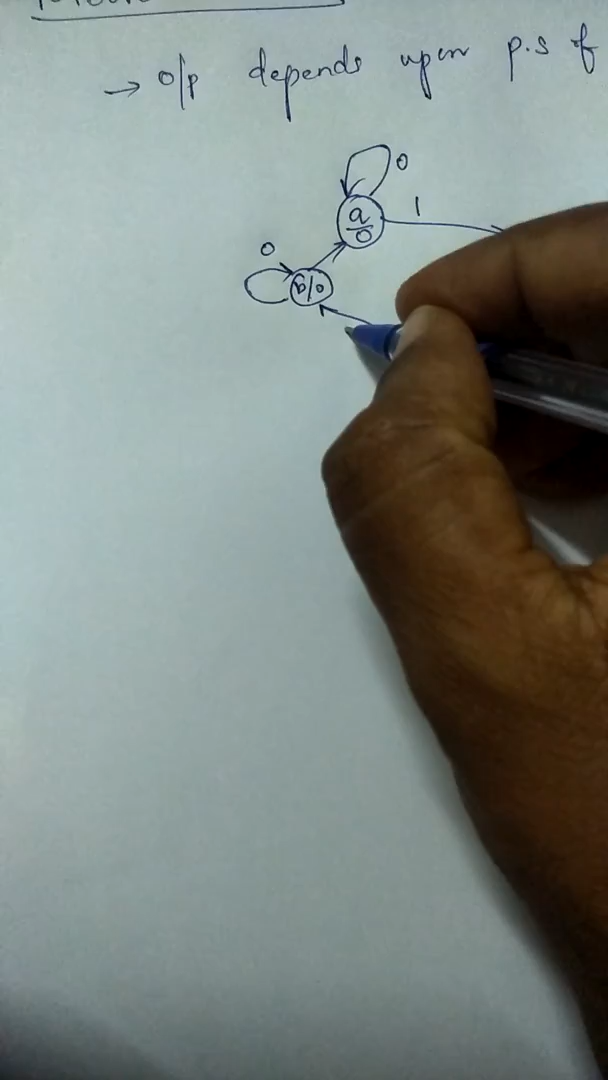 → o/p depends upon p.s of
0
a/0
1
0
g/0